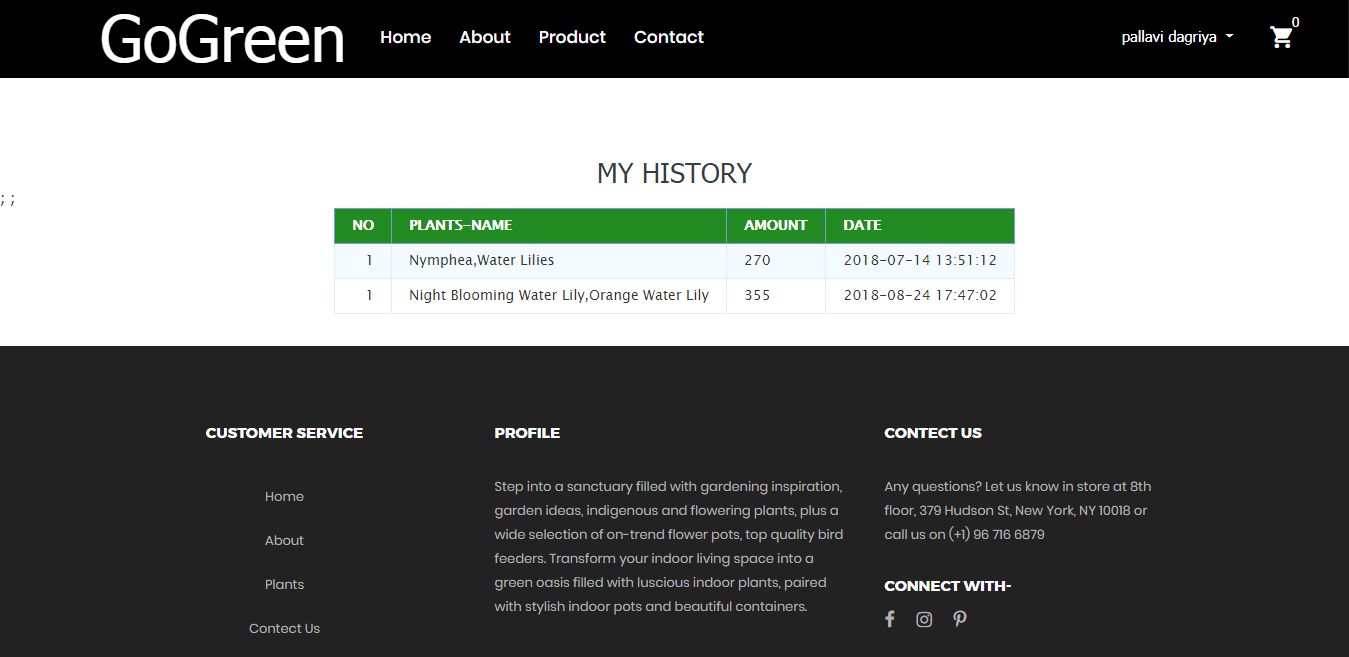 GoGreen Home About Product Contact pallavi dagriya 0
MY HISTORY
; ;
NO PLANTS-NAME AMOUNT DATE
1 Nymphea,Water Lilies 270 2018-07-14 13:51:12
1 Night Blooming Water Lily,Orange Water Lily 355 2018-08-24 17:47:02
CUSTOMER SERVICE
Home
About
Plants
Contect Us
PROFILE
Step into a sanctuary filled with gardening inspiration,
garden ideas, indigenous and flowering plants, plus a
wide selection of on-trend flower pots, top quality bird
feeders. Transform your indoor living space into a
green oasis filled with luscious indoor plants, paired
with stylish indoor pots and beautiful containers.
CONTECT US
Any questions? Let us know in store at 8th
floor, 379 Hudson St, New York, NY 10018 or
call us on (+1) 96 716 6879
CONNECT WITH-